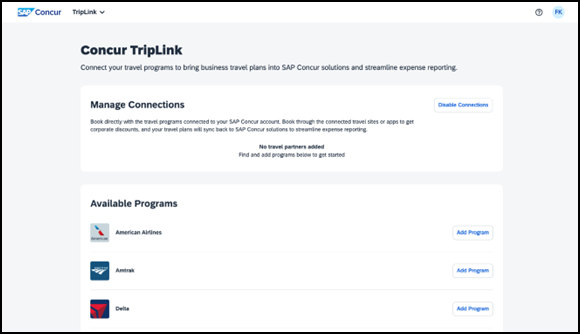 SAP Concur TripLink
FK
Concur TripLink
Connect your travel programs to bring business travel plans into SAP Concur solutions and streamline expense reporting.
Manage Connections
Disable Connections
Book directly with the travel programs connected to your SAP Concur account. Book through the connected travel sites or apps to get
corporate discounts, and your travel plans will sync back to SAP Concur solutions to streamline expense reporting.
No travel partners added
Find and add programs below to get started
Available Programs
American
American Airlines
Add Program
Amtrak
Add Program
Delta
Add Program